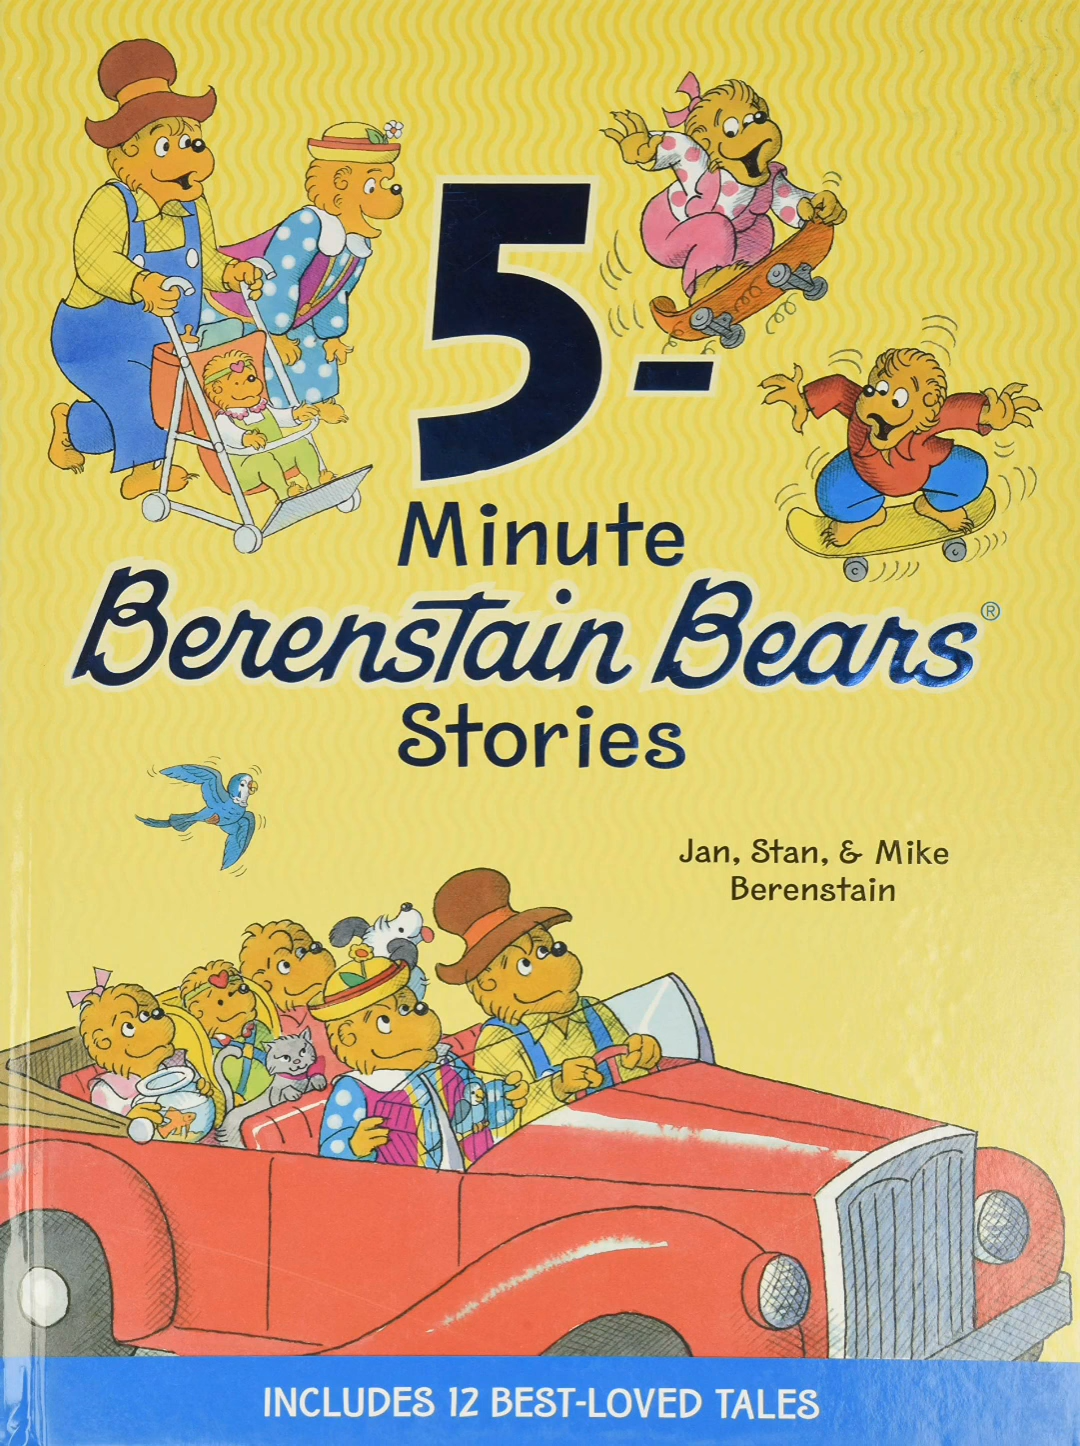 5-
Minute
Berenstain Bears®
Stories
Jan, Stan, & Mike
Berenstain
INCLUDES 12 BEST-LOVED TALES